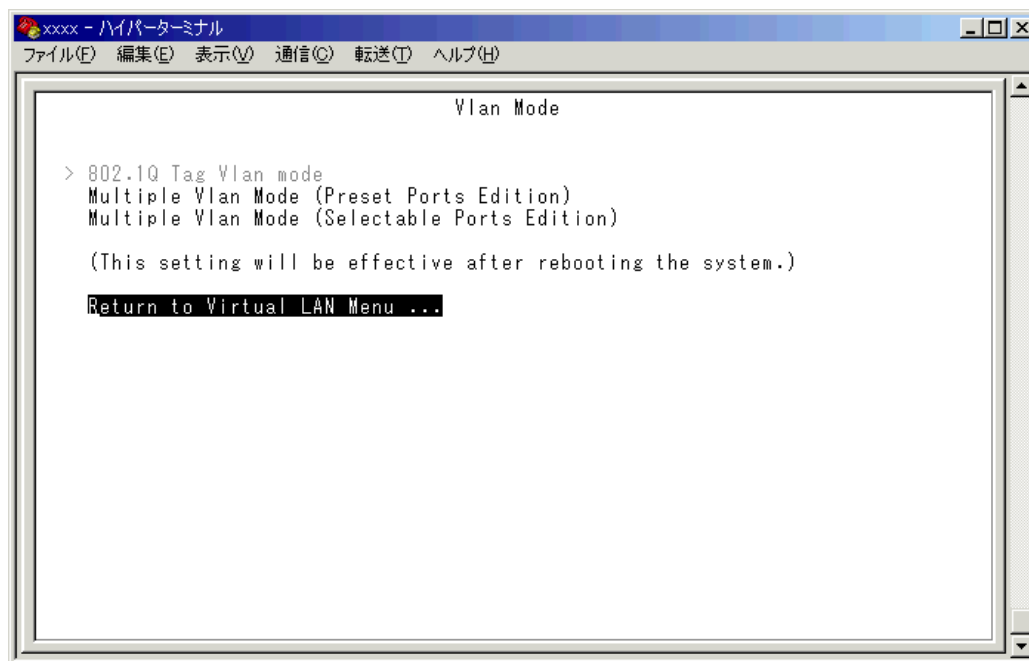 xxxx - ハイパーターミナル
ファイル(F) 編集(E) 表示(V) 通信(C) 転送(T) ヘルプ(H)
Vlan Mode
> 802.1Q Tag Vlan mode
Multiple Vlan Mode (Preset Ports Edition)
Multiple Vlan Mode (Selectable Ports Edition)
(This setting will be effective after rebooting the system.)
Return to Virtual LAN Menu ...